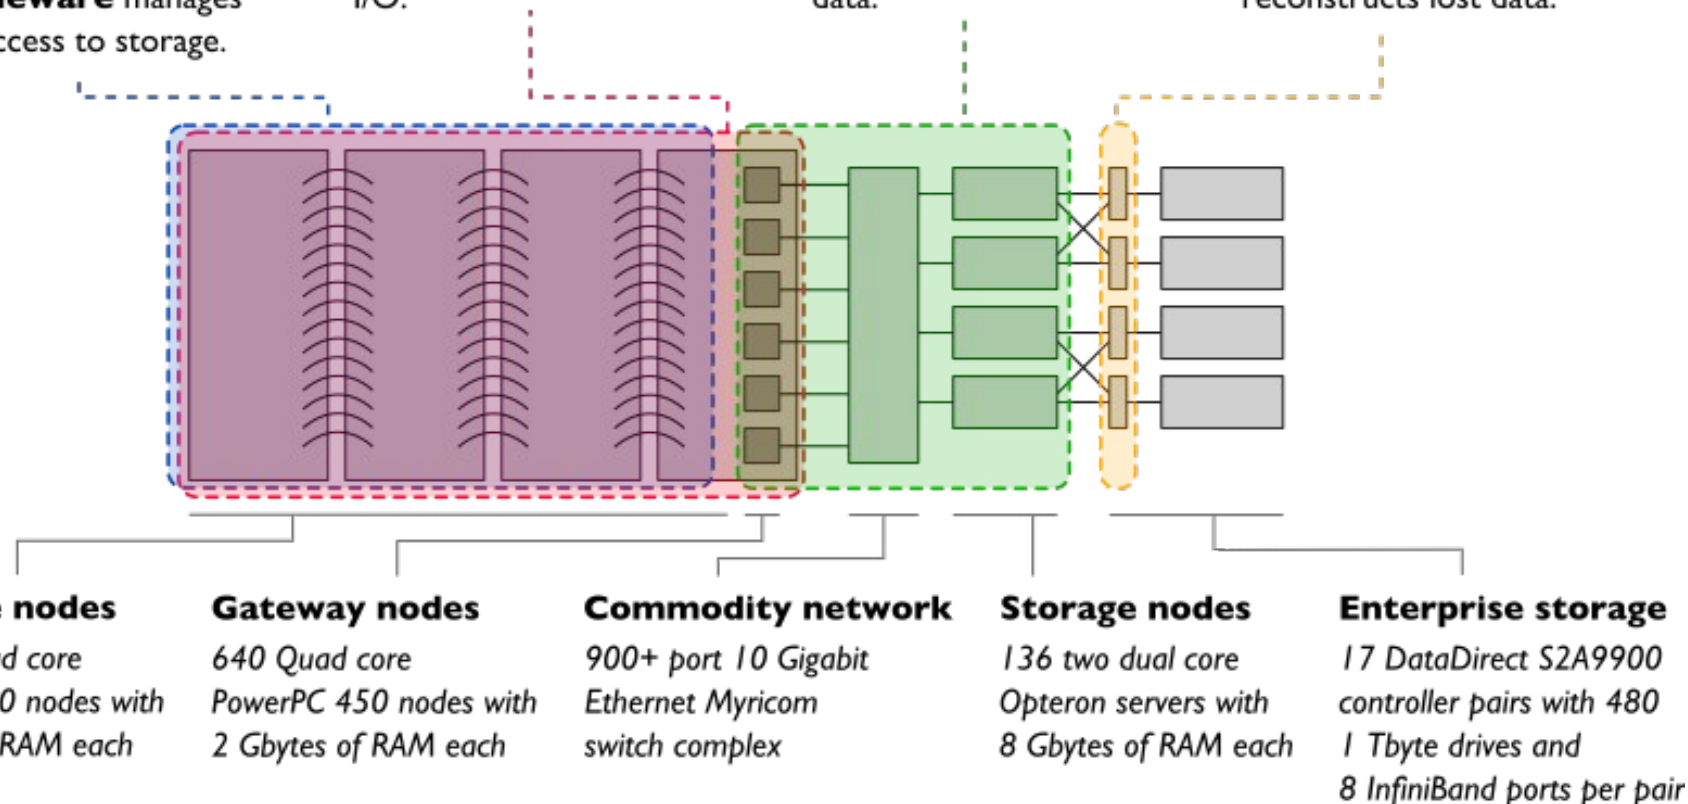 manages
I/O.
data.
reconstructs lost data.
to storage.
nodes
core
nodes with
RAM each
Gateway nodes
640 Quad core
PowerPC 450 nodes with
2 Gbytes of RAM each
Commodity network
900+ port 10 Gigabit
Ethernet Myricom
switch complex
Storage nodes
136 two dual core
Opteron servers with
8 Gbytes of RAM each
Enterprise storage
17 DataDirect S2A9900
controller pairs with 480
1 Tbyte drives and
8 InfiniBand ports per pair